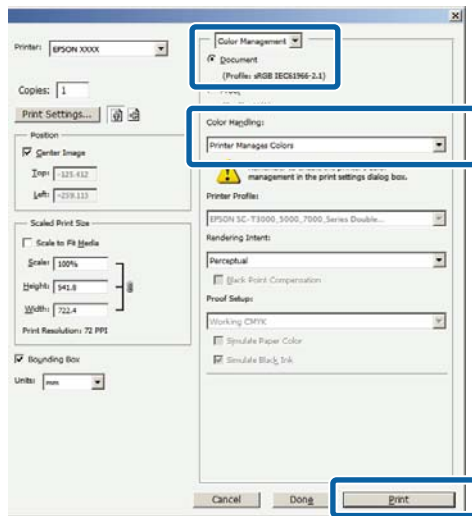 Printer: EPSON XXXX
Copies: 1
Print Settings...
Position
Center Image
Top: -125.412
Left: -259.115
Scaled Print Size
Scale to Fit Media
Scale: 100%
Height: 541.8
Width: 722.4
Print Resolution: 72 PPI
Bounding Box
Units: mm
Color Management
Document
(Profile: sRGB IEC61966-2.1)
Color Handling:
Printer Manages Colors
management in the print settings dialog box.
Printer Profile:
EPSON SC-T3000_5000_7000_Series Double...
Rendering Intent:
Perceptual
Black Point Compensation
Proof Setup:
Working CMYK
Simulate Paper Color
Simulate Black Ink
Cancel
Done
Print